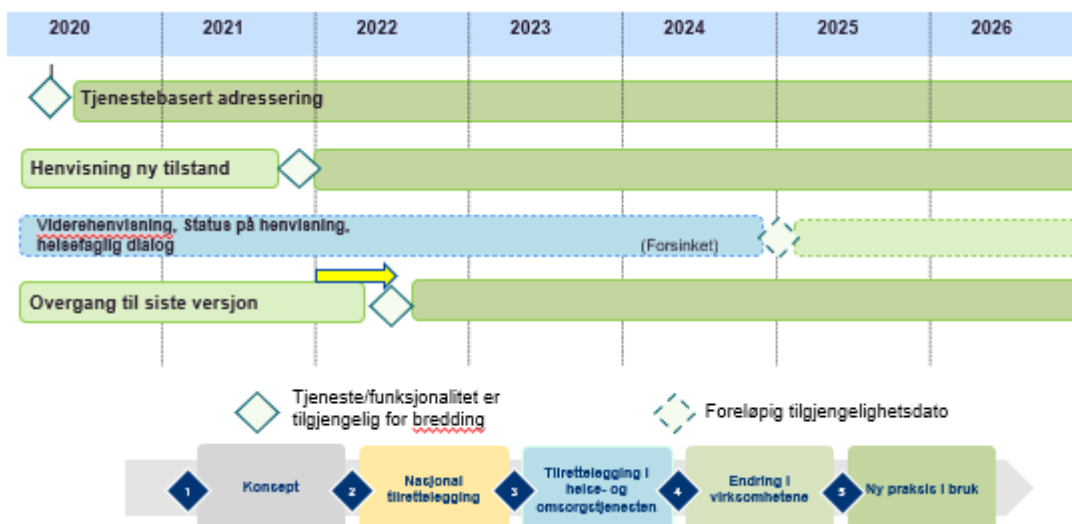 2020 2021 2022 2023 2024 2025 2026
Tjenestebasert adressering
Henvisning ny tilstand
Viderehenvisning, Status på henvisning,
helsefaglig dialog
(Forsinket)
Overgang til siste versjon
Tjeneste/funksjonalitet er
tilgjengelig for bredding
Foreløpig tilgjengelighetsdato
1
Konsept
2
Nasjonal
tilrettelegging
3
Tilrettelegging i
helse- og
omsorgstjenesten
4
Endring i
virksomhetene
5
Ny praksis i bruk